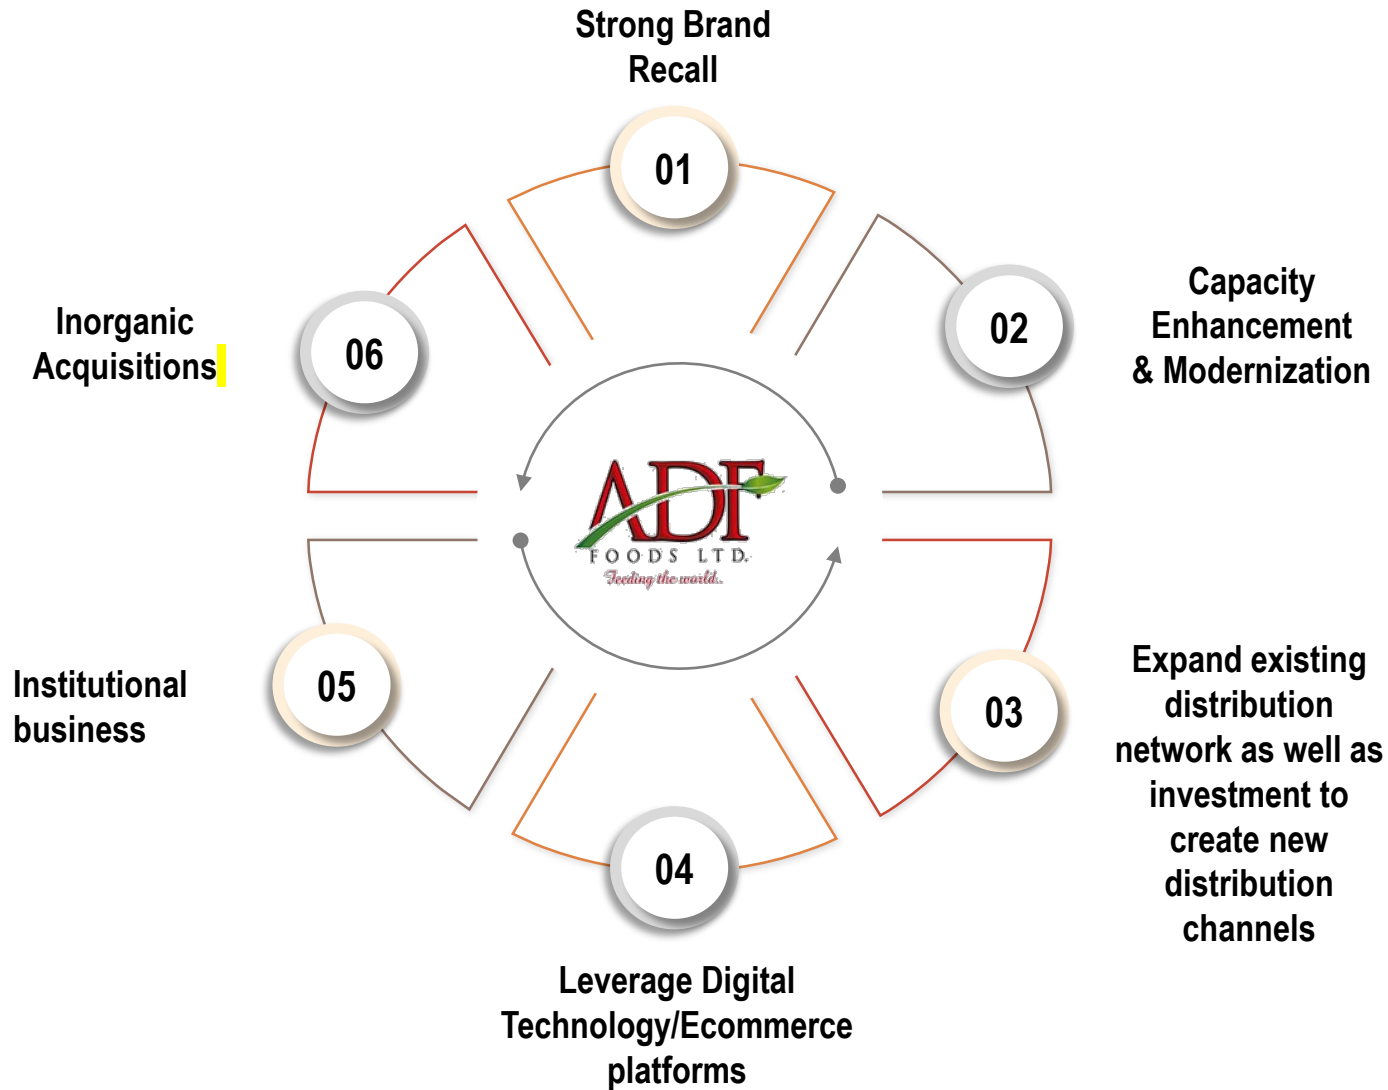 Strong Brand
Recall
01
02
Capacity
Enhancement
& Modernization
03
Expand existing
distribution
network as well as
investment to
create new
distribution
channels
04
Leverage Digital
Technology/Ecommerce
platforms
05
Institutional
business
06
Inorganic
Acquisitions
ADF
FOODS LTD.
Feeding the world..